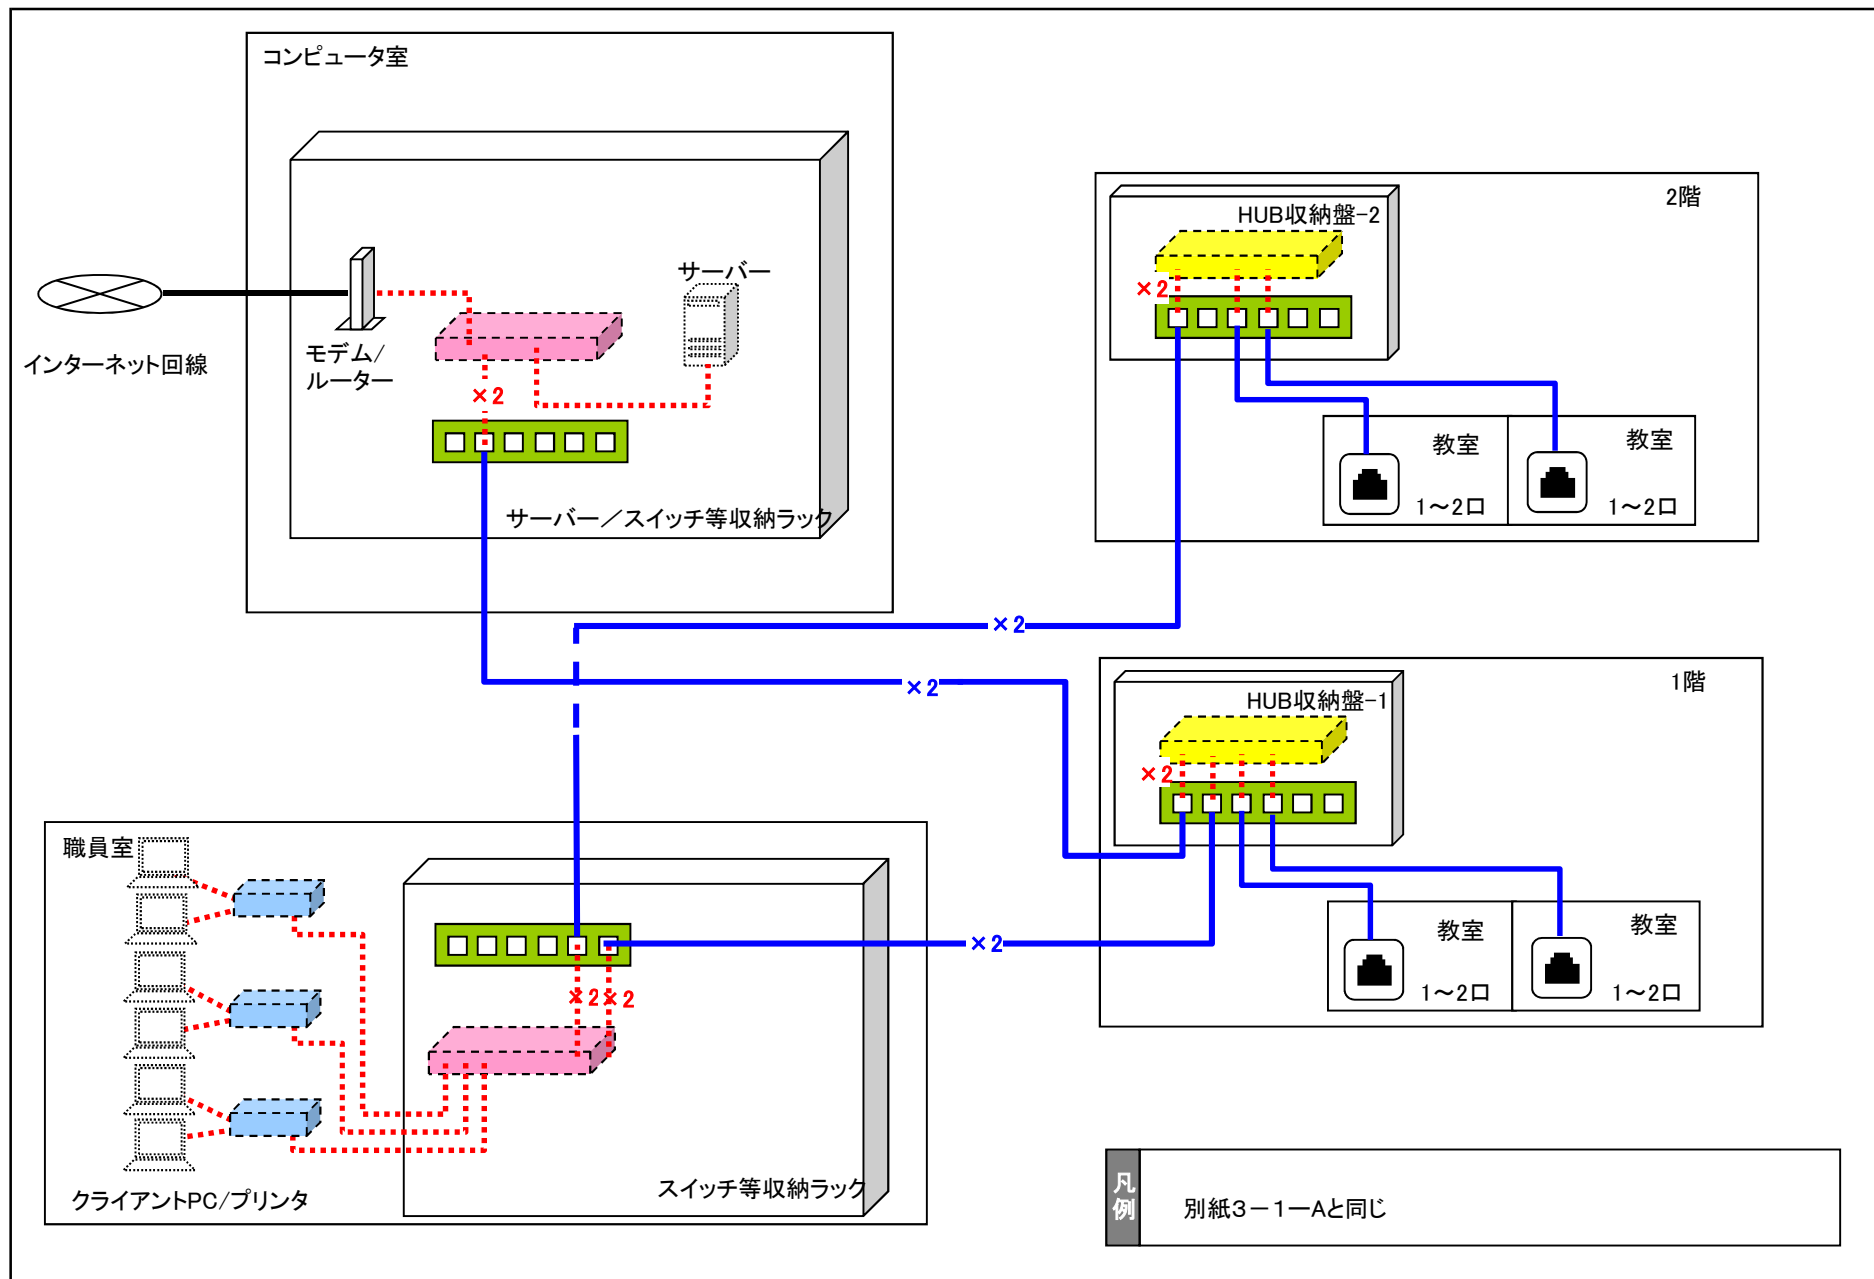 コンピュータ室
インターネット回線
モデム/
ルーター
サーバー
×2
サーバー／スイッチ等収納ラック
2階
HUB収納盤-2
×2
教室
1～2口
教室
1～2口
×2
×2
1階
HUB収納盤-1
×2
教室
1～2口
教室
1～2口
職員室
×2
×2
×2
スイッチ等収納ラック
クライアントPC/プリンタ
凡
例
別紙３－１ーAと同じ